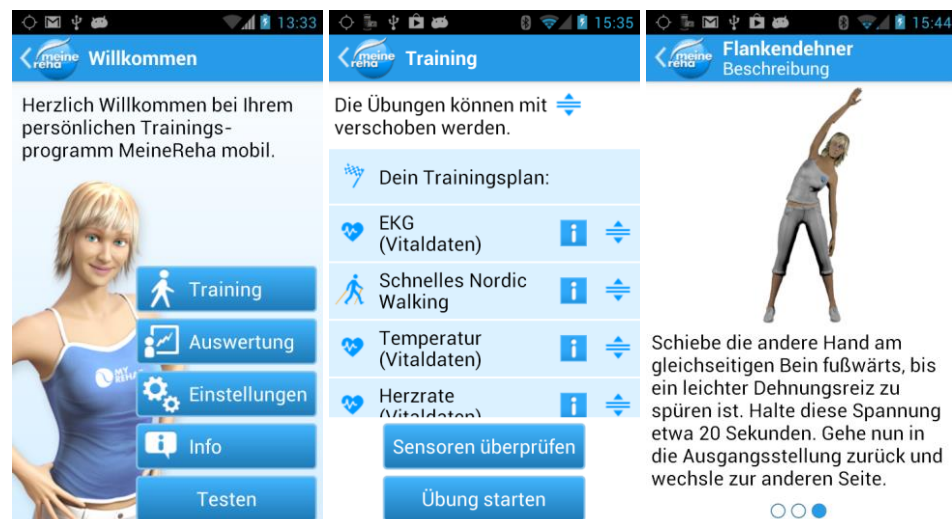 13:33
meine
reha
Willkommen
Herzlich Willkommen bei Ihrem
persönlichen Trainings-
programm MeineReha mobil.
MY
REHA
Training
Auswertung
Einstellungen
Info
Testen
15:35
meine
reha
Training
Die Übungen können mit
verschoben werden.
Dein Trainingsplan:
EKG
(Vitaldaten)
Schnelles Nordic
Walking
Temperatur
(Vitaldaten)
Herzrate
(Vitaldaten)
Sensoren überprüfen
Übung starten
15:44
meine
reha
Flankendehner
Beschreibung
Schiebe die andere Hand am
gleichseitigen Bein fußwärts, bis
ein leichter Dehnungsreiz zu
spüren ist. Halte diese Spannung
etwa 20 Sekunden. Gehe nun in
die Ausgangsstellung zurück und
wechsle zur anderen Seite.